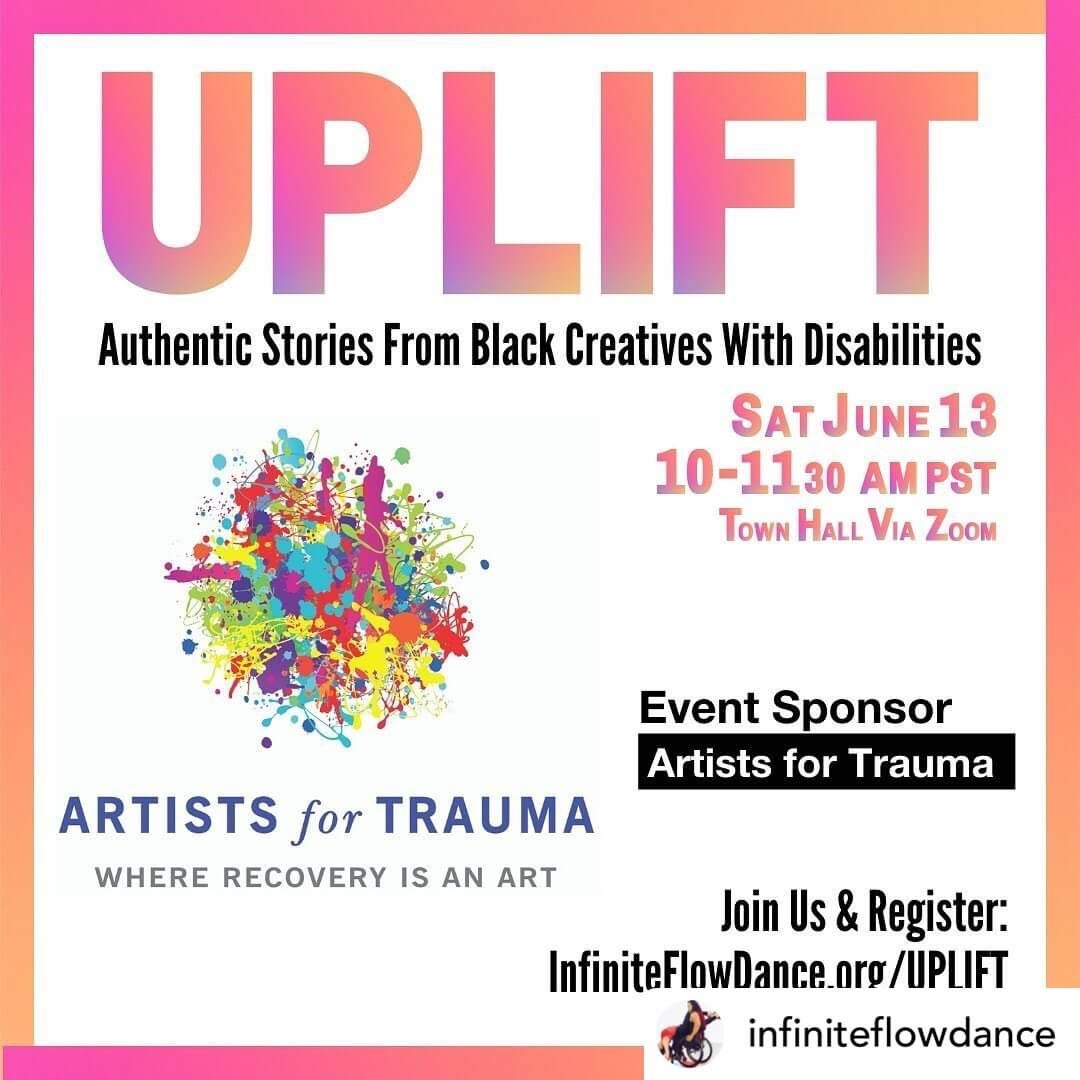 UPLIFT
Authentic Stories From Black Creatives With Disabilities
SAT JUNE 13
10-1130 AM PST
TOWN HALL VIA ZOOM
Event Sponsor
Artists for Trauma
ARTISTS for TRAUMA
WHERE RECOVERY IS AN ART
Join Us & Register:
InfiniteFlowDance.org/UPLIFT
infiniteflowdance